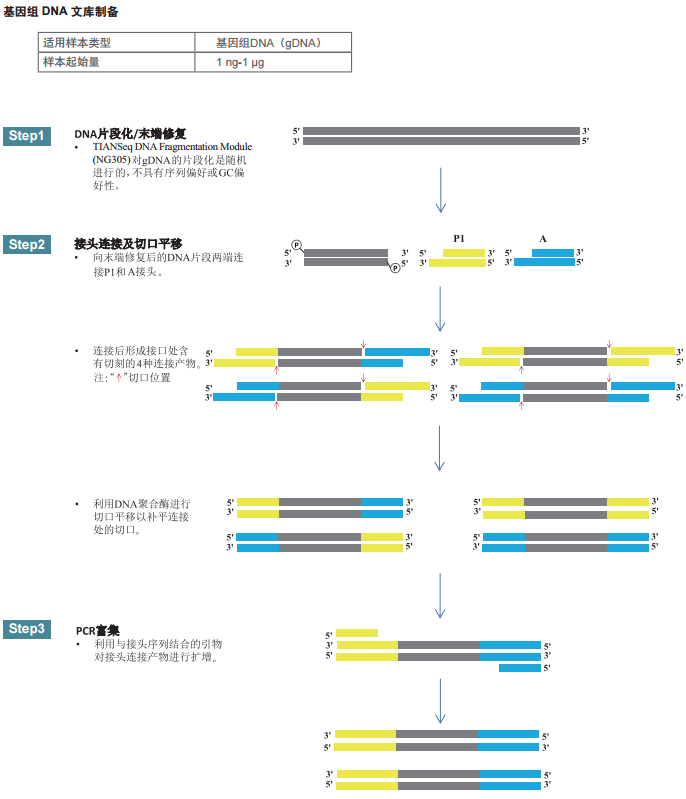 基因组 DNA 文库制备
适用样本类型 基因组DNA（gDNA）
样本起始量 1 ng-1 μg
Step1 DNA片段化/末端修复
• TIANSeq DNA Fragmentation Module
(NG305)对gDNA的片段化是随机
进行的，不具有序列偏好或GC偏
好性。
5' 3'
3' 5'
Step2 接头连接及切口平移
• 向末端修复后的DNA片段两端连
接P1和A接头。
P1 A
P
5' 3' 5' 3' 5' 3'
3' P 5' 3' 5' 3' 5'
• 连接后形成接口处含
有切刻的4种连接产物。
注：“↑”切口位置
5' 3' 5' 3'
3' 5' 3' 5'
5' 3' 5' 3'
3' 5' 3' 5'
• 利用DNA聚合酶进行
切口平移以补平连接
处的切口。
5' 3' 5' 3'
3' 5' 3' 5'
5' 3' 5' 3'
3' 5' 3' 5'
Step3 PCR富集
• 利用与接头序列结合的引物
对接头连接产物进行扩增。
5'
3' 5'
5' 3'
5'
3' 5'
5' 3'
3' 5'
5' 3'